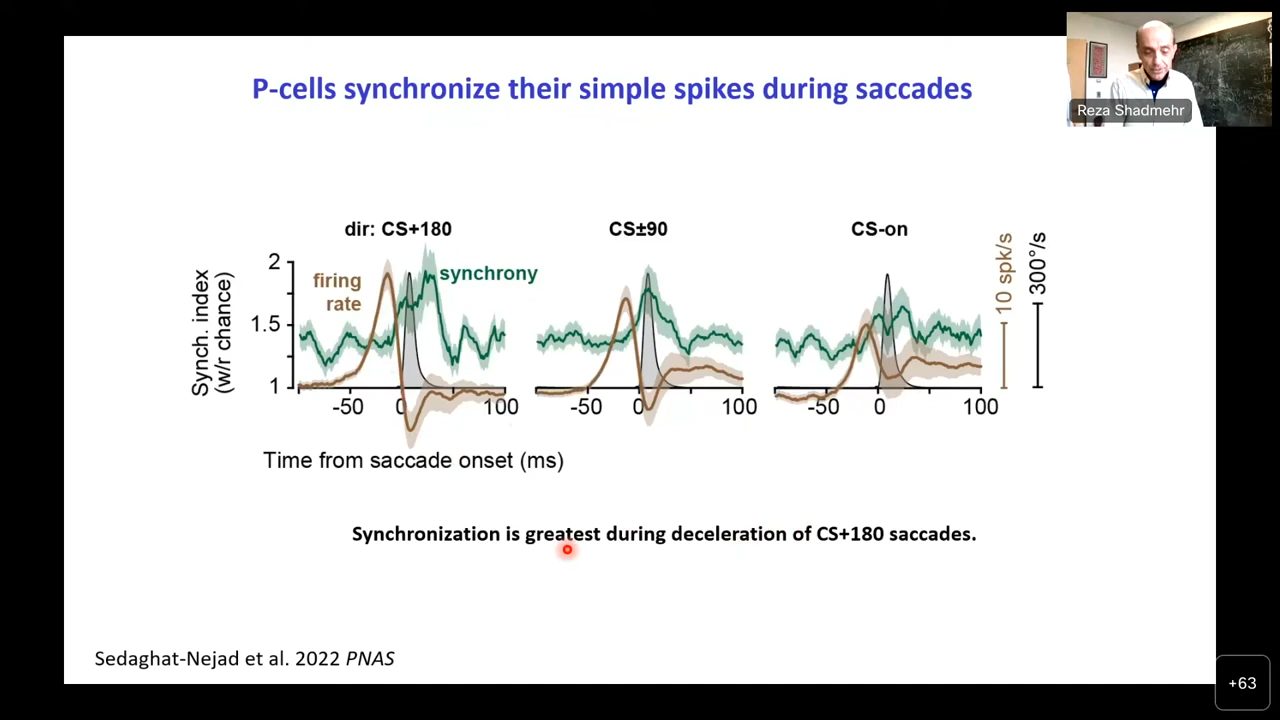 P-cells synchronize their simple spikes during saccades
Reza Shadmehr
dir: CS+180
CS±90
CS-on
Synch. index
(w/r chance)
2
1.5
1
firing
rate
synchrony
10 spk/s
300°/s
-50 0 100
-50 0 100
-50 0 100
Time from saccade onset (ms)
Synchronization is greatest during deceleration of CS+180 saccades.
Sedaghat-Nejad et al. 2022 PNAS
+63